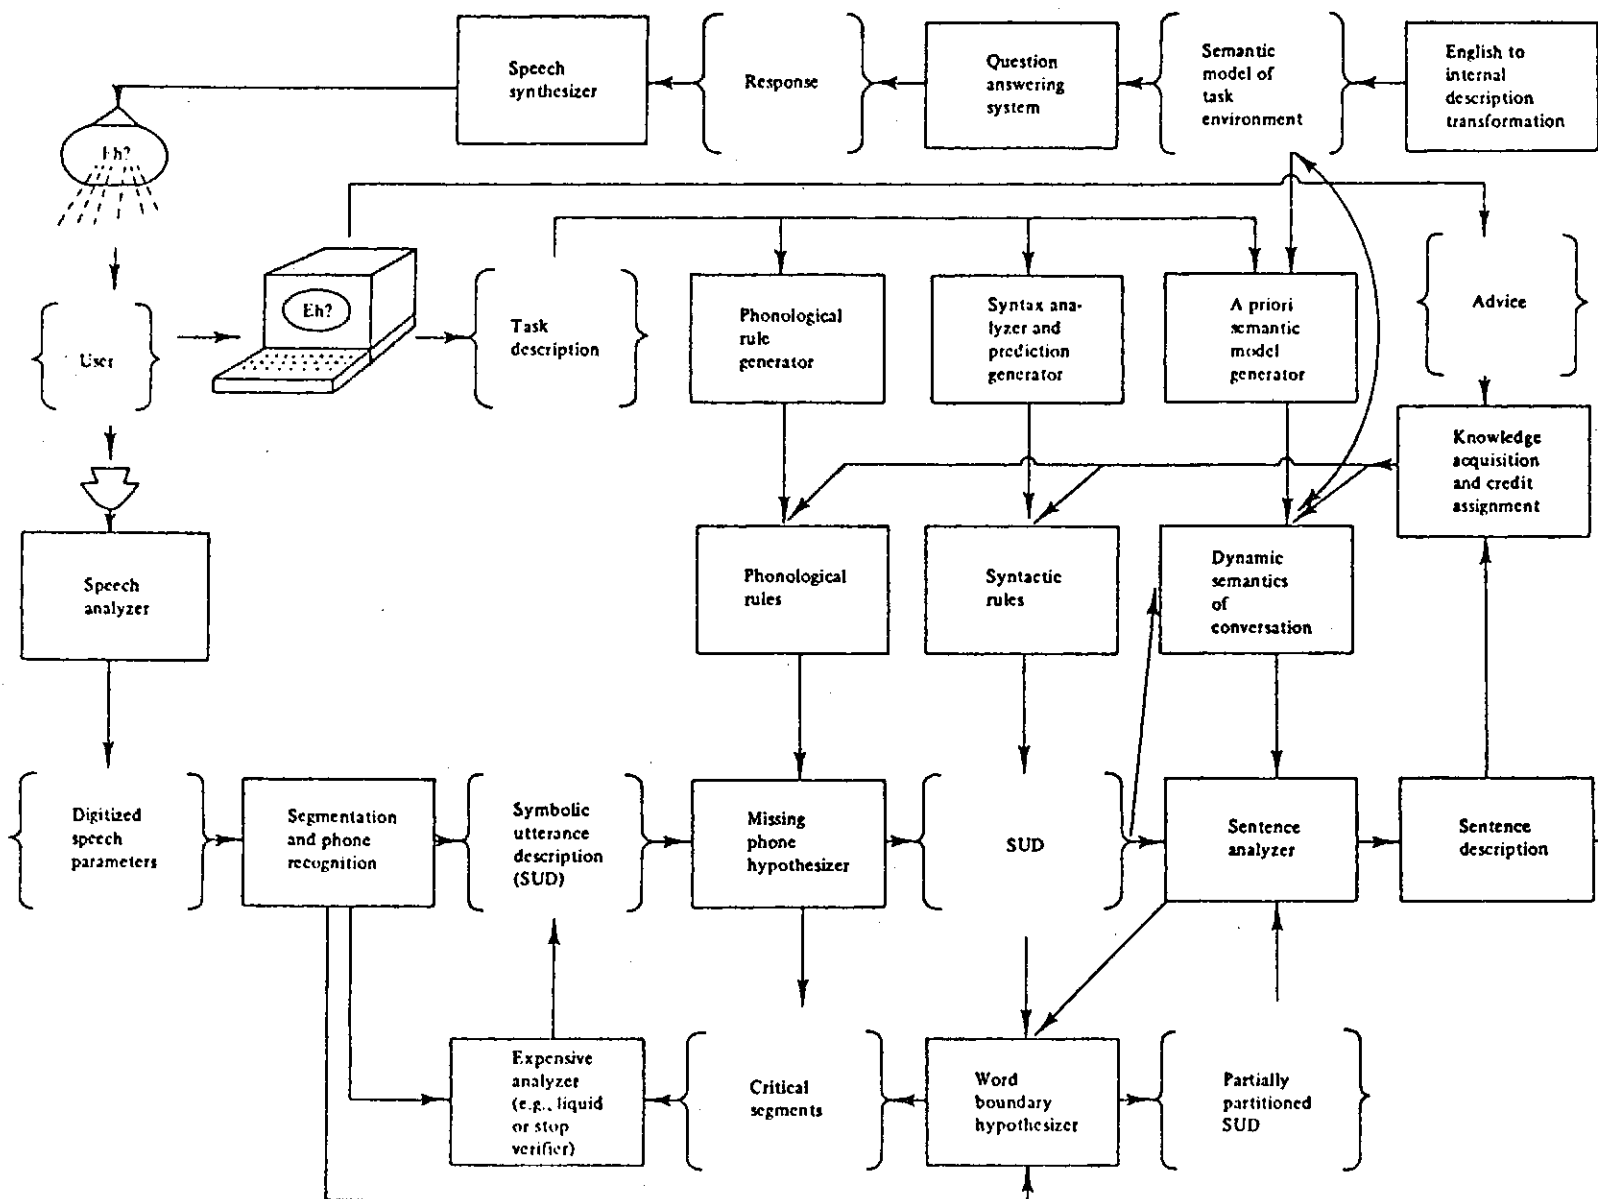 Speech
synthesizer
Response
Question
answering
system
Semantic
model of
task
environment
English to
internal
description
transformation
Eh?
User
Eh?
Task
description
Phonological
rule
generator
Syntax ana-
lyzer and
prediction
generator
A priori
semantic
model
generator
Advice
Knowledge
acquisition
and credit
assignment
Speech
analyzer
Phonological
rules
Syntactic
rules
Dynamic
semantics
of
conversation
Digitized
speech
parameters
Segmentation
and phone
recognition
Symbolic
utterance
description
(SUD)
Missing
phone
hypothesizer
SUD
Sentence
analyzer
Sentence
description
Expensive
analyzer
(e.g., liquid
or stop
verifier)
Critical
segments
Word
boundary
hypothesizer
Partially
partitioned
SUD